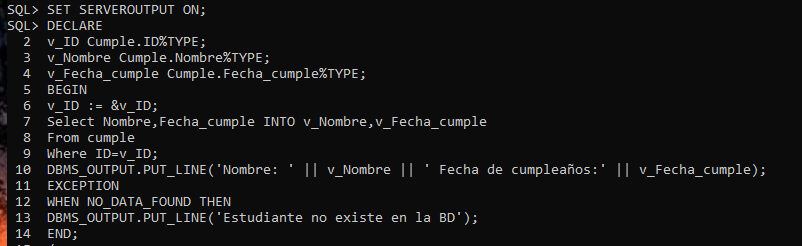 SQL> SET SERVEROUTPUT ON;
SQL> DECLARE
  2  v_ID Cumple.ID%TYPE;
  3  v_Nombre Cumple.Nombre%TYPE;
  4  v_Fecha_cumple Cumple.Fecha_cumple%TYPE;
  5  BEGIN
  6  v_ID := &v_ID;
  7  Select Nombre,Fecha_cumple INTO v_Nombre,v_Fecha_cumple
  8  From cumple
  9  Where ID=v_ID;
 10  DBMS_OUTPUT.PUT_LINE('Nombre: ' || v_Nombre || ' Fecha de cumpleaños:' || v_Fecha_cumple);
 11  EXCEPTION
 12  WHEN NO_DATA_FOUND THEN
 13  DBMS_OUTPUT.PUT_LINE('Estudiante no existe en la BD');
 14  END;